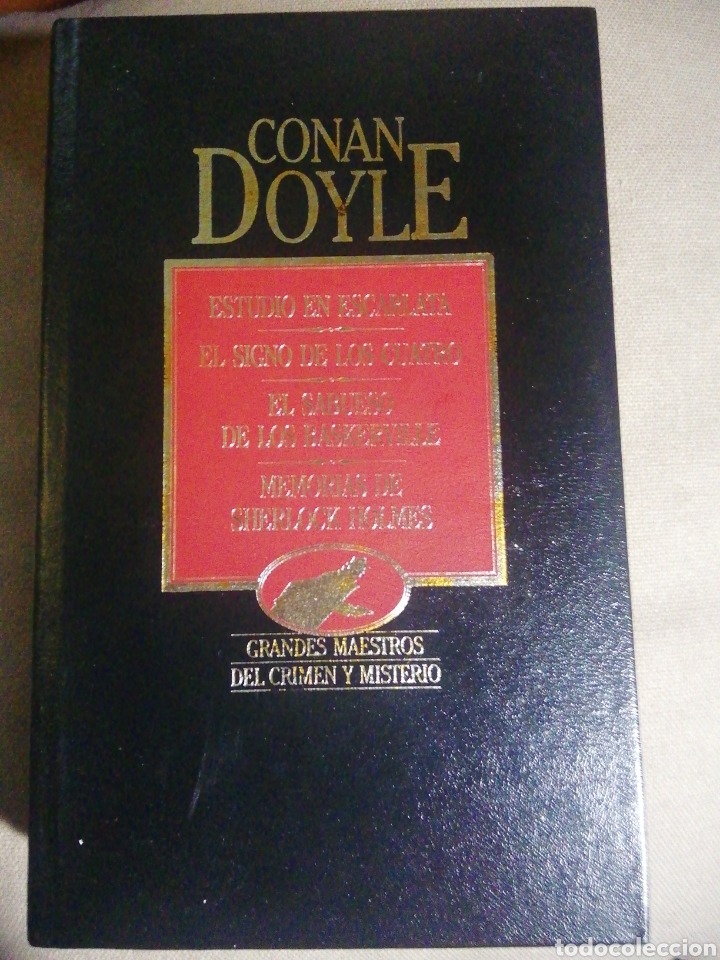 CONAN
DOYLE
ESTUDIO EN ESCARLATA
EL SIGNO DE LOS CUATRO
EL SABUESO
DE LOS BASKERVILLE
MEMORIAS DE
SHERLOCK HOLMES
GRANDES MAESTROS
DEL CRIMEN Y MISTERIO
todocoleccion